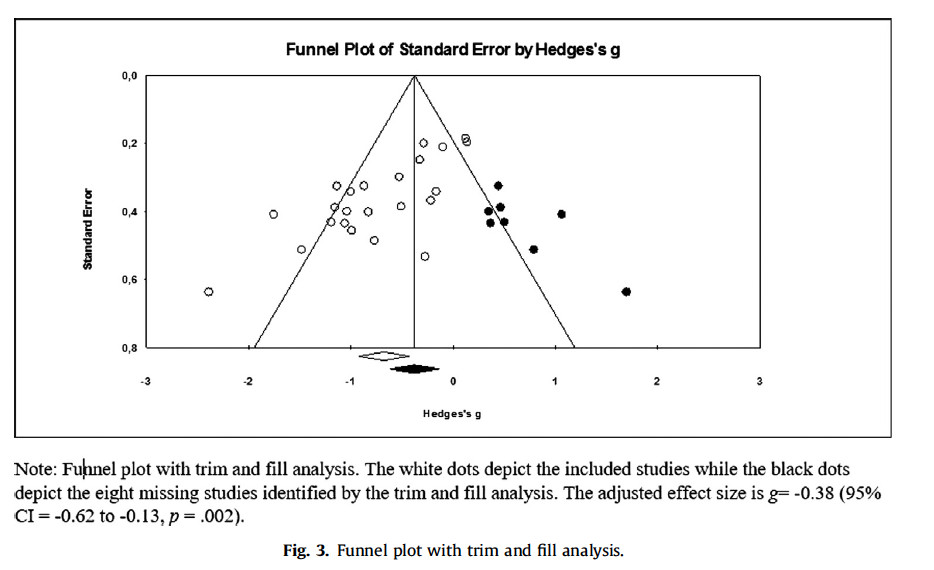 Funnel Plot of Standard Error by Hedges's g
0,0
0,2
0,4
0,6
0,8
Standard Error
-3 -2 -1 0 1 2 3
Hedges's g
Note: Funnel plot with trim and fill analysis. The white dots depict the included studies while the black dots
depict the eight missing studies identified by the trim and fill analysis. The adjusted effect size is g= -0.38 (95%
CI = -0.62 to -0.13, p = .002).
Fig. 3. Funnel plot with trim and fill analysis.